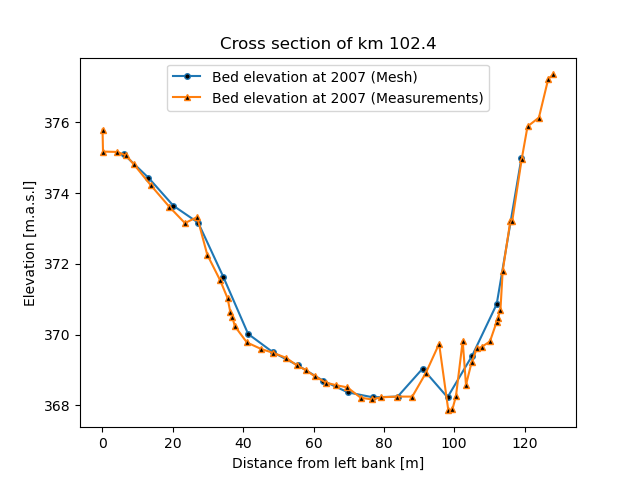 Cross section of km 102.4
Bed elevation at 2007 (Mesh)
Bed elevation at 2007 (Measurements)
Elevation [m.a.s.l]
376
374
372
370
368
0 20 40 60 80 100 120
Distance from left bank [m]